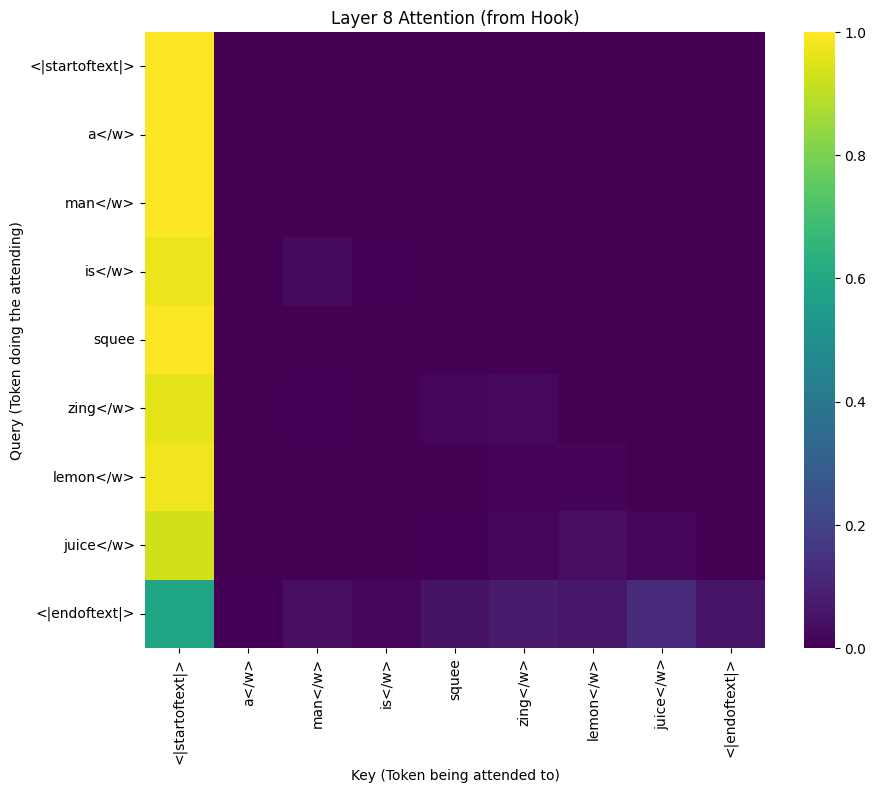 Layer 8 Attention (from Hook)
Query (Token doing the attending)
<|startoftext|>
a</w>
man</w>
is</w>
squee
zing</w>
lemon</w>
juice</w>
<|endoftext|>
1.0
0.8
0.6
0.4
0.2
0.0
<|startoftext|>
a</w>
man</w>
is</w>
squee
zing</w>
lemon</w>
juice</w>
<|endoftext|>
Key (Token being attended to)